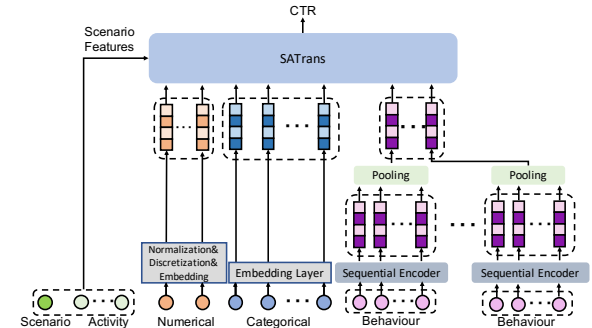 CTR
Scenario
Features
SATrans
Pooling
Pooling
Normalization&
Discretization&
Embedding
Embedding Layer
Sequential Encoder
Sequential Encoder
Scenario
Activity
Numerical
Categorical
Behaviour
Behaviour